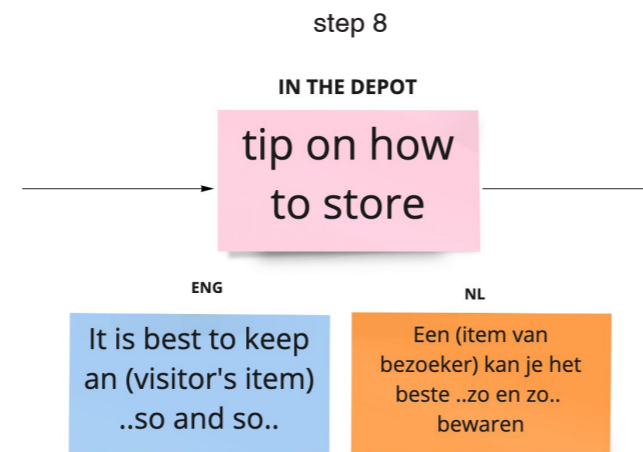 step 8
IN THE DEPOT
tip on how
to store
ENG
It is best to keep
an (visitor's item)
..so and so..
NL
Een (item van
bezoeker) kan je het
beste ..zo en zo..
bewaren